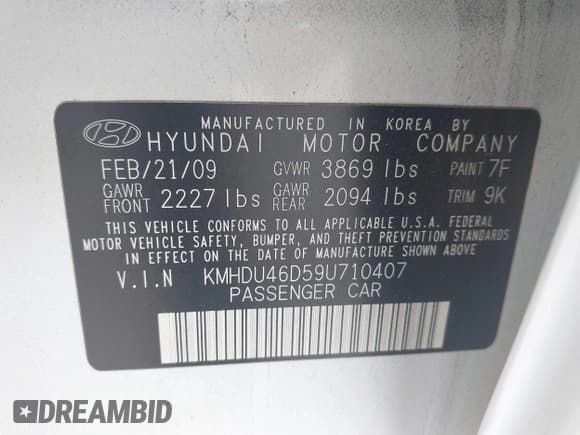 MANUFACTURED IN KOREA BY
HYUNDAI MOTOR COMPANY
FEB/21/09 GVWR 3869 lbs PAINT 7F
GAWR FRONT 2227 lbs GAWR REAR 2094 lbs TRIM 9K
THIS VEHICLE CONFORMS TO ALL APPLICABLE U.S.A. FEDERAL
MOTOR VEHICLE SAFETY, BUMPER, AND THEFT PREVENTION STANDARDS
IN EFFECT ON THE DATE OF MANUFACTURE SHOWN ABOVE.
V.I.N KMHDU46D59U710407
PASSENGER CAR
DREAMBID